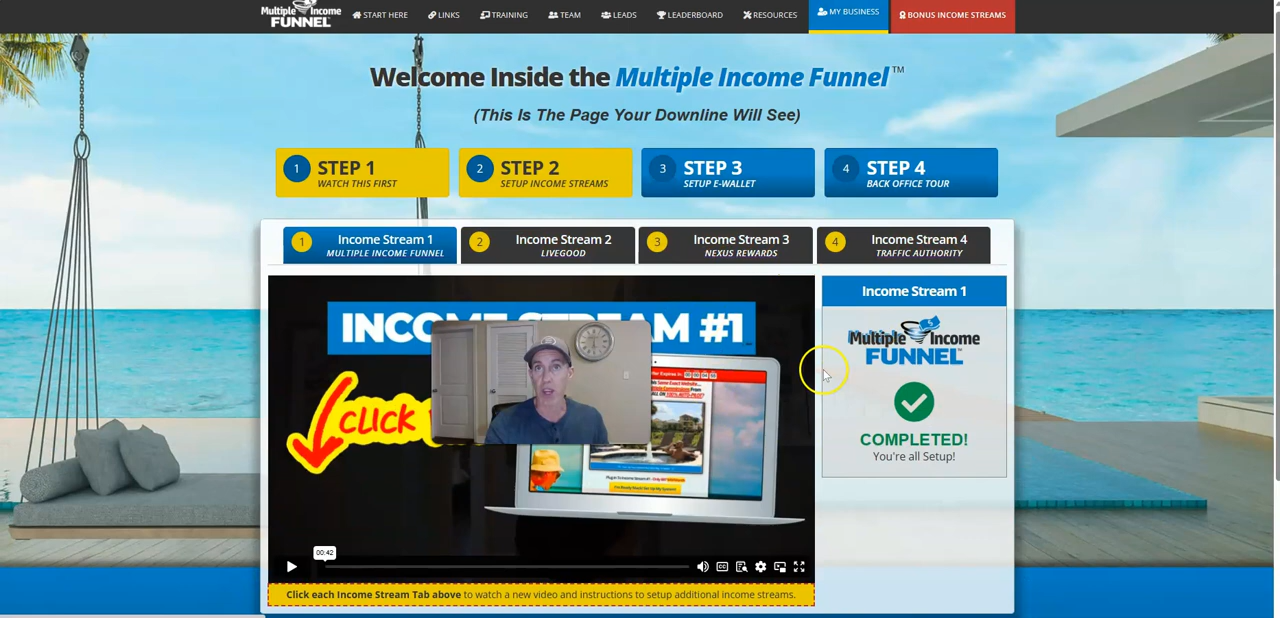 Multiple Income
FUNNEL
START HERE
LINKS
TRAINING
TEAM
LEADS
LEADERBOARD
RESOURCES
MY BUSINESS
BONUS INCOME STREAMS
Welcome Inside the Multiple Income Funnel ™
(This Is The Page Your Downline Will See)
1 STEP 1
WATCH THIS FIRST
2 STEP 2
SETUP INCOME STREAMS
3 STEP 3
SETUP E-WALLET
4 STEP 4
BACK OFFICE TOUR
1 Income Stream 1
MULTIPLE INCOME FUNNEL
2 Income Stream 2
LIVEGOOD
3 Income Stream 3
NEXUS REWARDS
4 Income Stream 4
TRAFFIC AUTHORITY
STREAM #1
CLICK
00:42
CC
Income Stream 1
Multiple Income
FUNNEL™
COMPLETED!
You're all Setup!
Click each Income Stream Tab above to watch a new video and instructions to setup additional income streams.